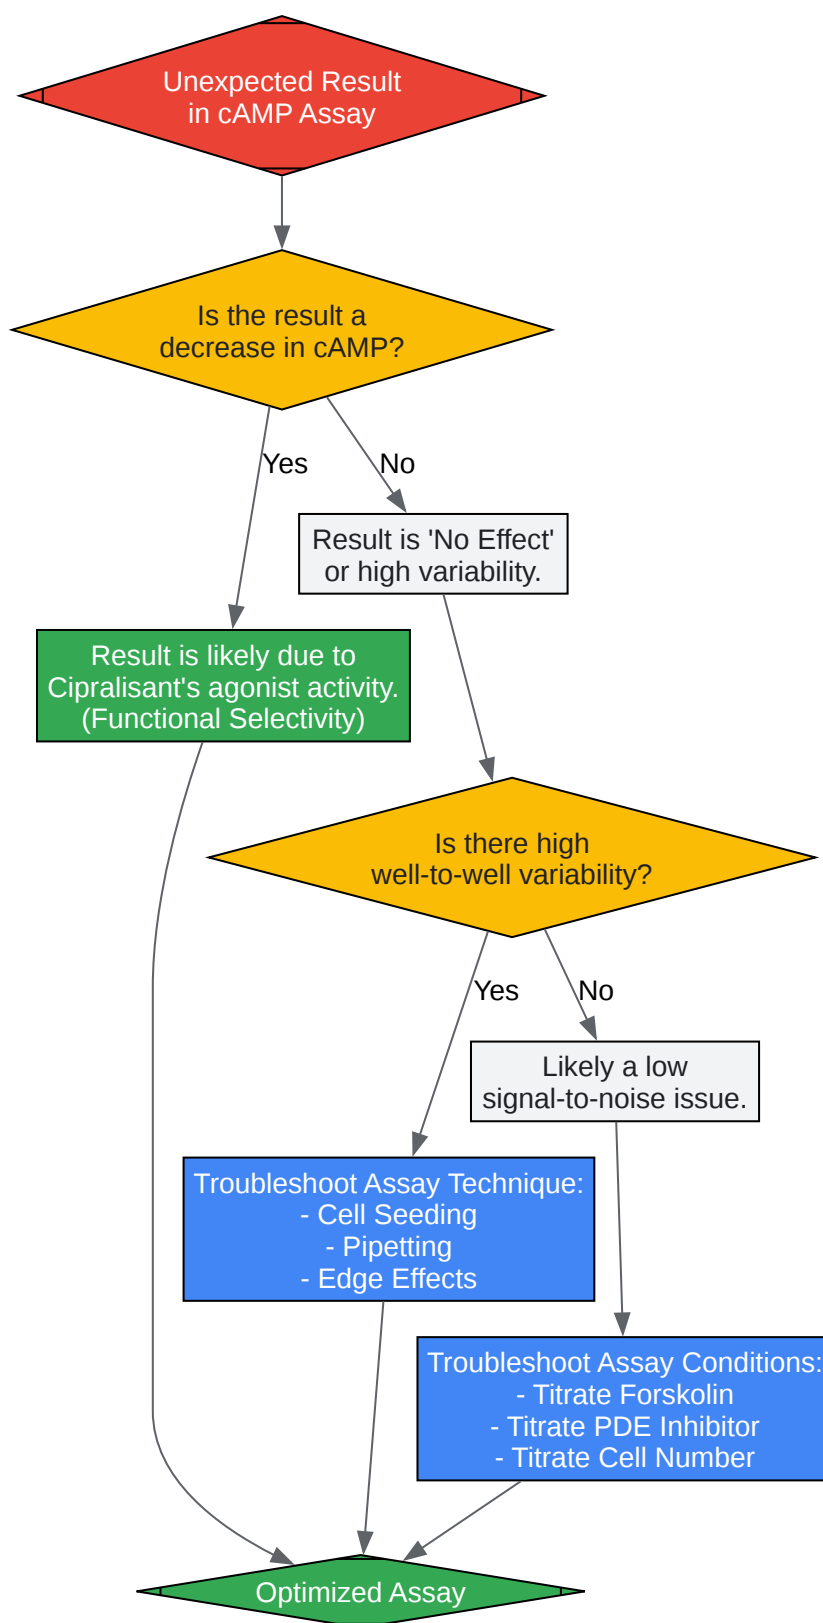 Unexpected Result
in cAMP Assay
Is the result a
decrease in cAMP?
Yes
No
Result is 'No Effect'
or high variability.
Result is likely due to
Cipralisant's agonist activity.
(Functional Selectivity)
Is there high
well-to-well variability?
Yes
No
Likely a low
signal-to-noise issue.
Troubleshoot Assay Technique:
- Cell Seeding
- Pipetting
- Edge Effects
Troubleshoot Assay Conditions:
- Titrate Forskolin
- Titrate PDE Inhibitor
- Titrate Cell Number
Optimized Assay